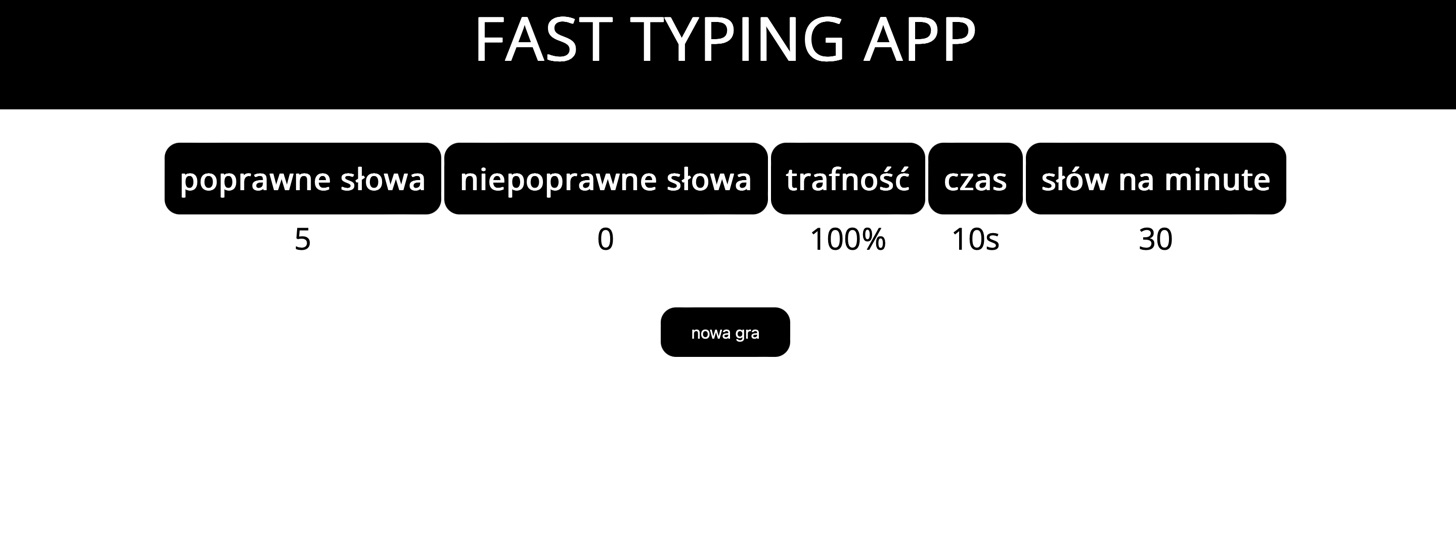 FAST TYPING APP
poprawne słowa niepoprawne słowa trafność czas słów na minute
5 0 100% 10s 30
nowa gra